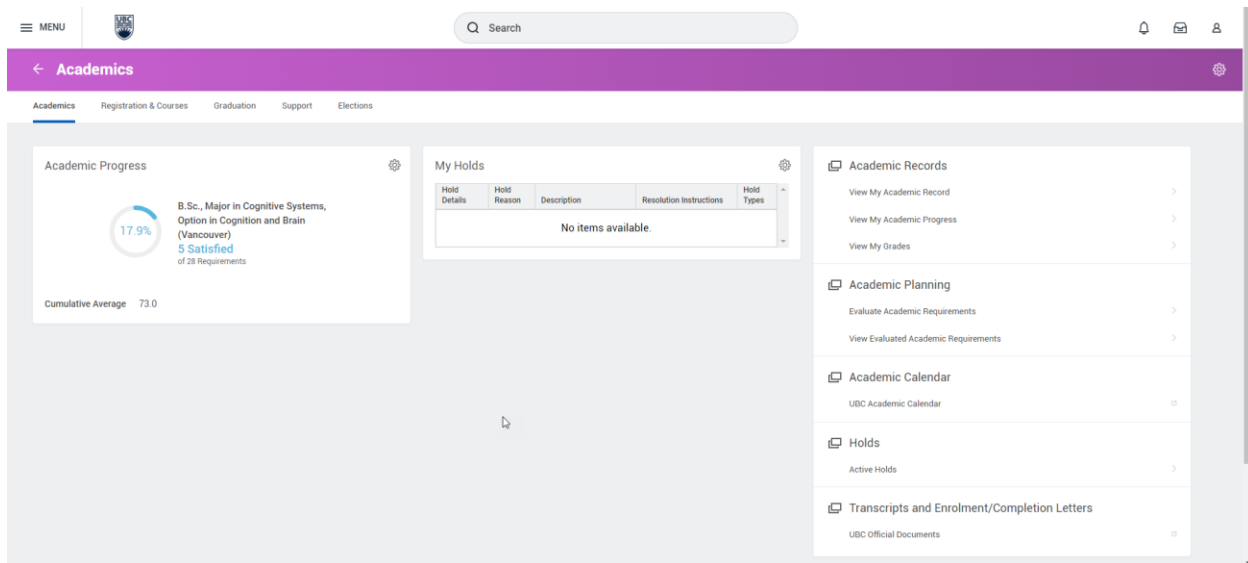 MENU
UBC
Search
Academics
Academics Registration & Courses Graduation Support Elections
Academic Progress
17.9%
B.Sc., Major in Cognitive Systems,
Option in Cognition and Brain
(Vancouver)
5 Satisfied
of 28 Requirements
Cumulative Average 73.0
My Holds
Hold Details
Hold Reason
Description
Resolution Instructions
Hold Types
No items available.
Academic Records
View My Academic Record
View My Academic Progress
View My Grades
Academic Planning
Evaluate Academic Requirements
View Evaluated Academic Requirements
Academic Calendar
UBC Academic Calendar
Holds
Active Holds
Transcripts and Enrolment/Completion Letters
UBC Official Documents